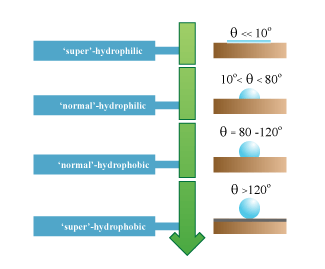 θ << 10°
'super'-hydrophilic
10°< θ < 80°
'normal'-hydrophilic
θ = 80 -120°
'normal'-hydrophobic
θ >120°
'super'-hydrophobic